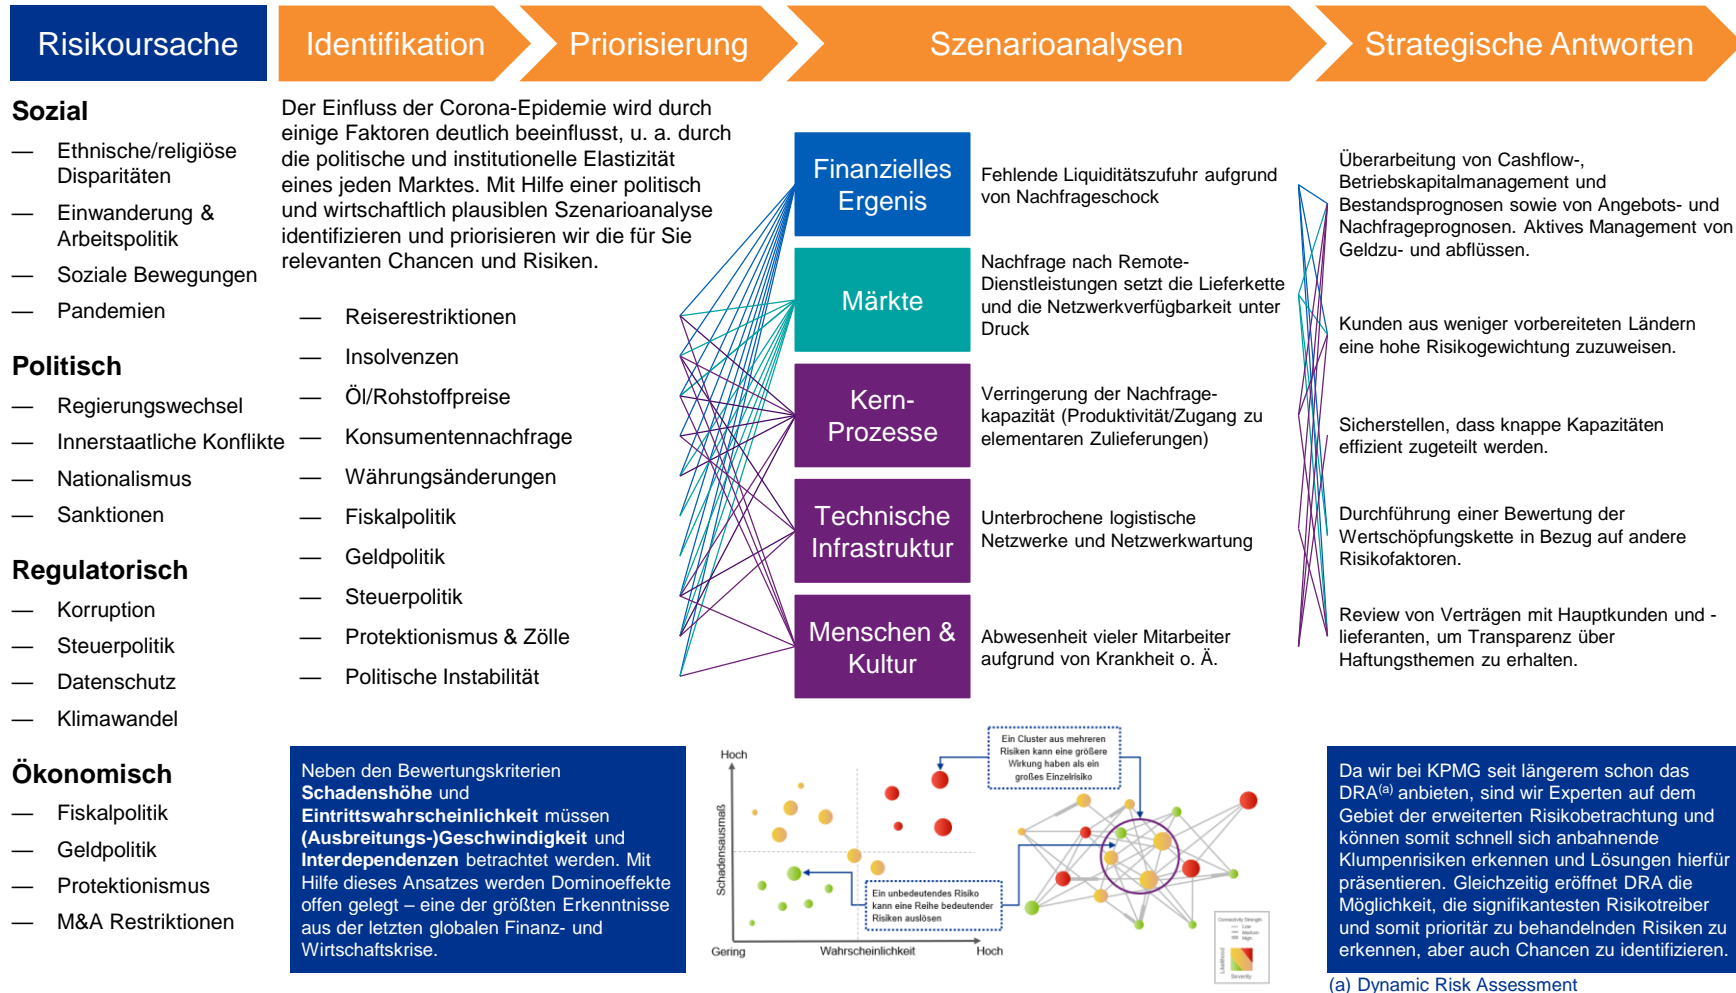 Risikoursache
Identifikation
Priorisierung
Szenarioanalysen
Strategische Antworten
Sozial
— Ethnische/religiöse
Disparitäten
— Einwanderung &
Arbeitspolitik
— Soziale Bewegungen
— Pandemien
Politisch
— Regierungswechsel
— Innerstaatliche Konflikte
— Nationalismus
— Sanktionen
Regulatorisch
— Korruption
— Steuerpolitik
— Datenschutz
— Klimawandel
Ökonomisch
— Fiskalpolitik
— Geldpolitik
— Protektionismus
— M&A Restriktionen
Der Einfluss der Corona-Epidemie wird durch
einige Faktoren deutlich beeinflusst, u. a. durch
die politische und institutionelle Elastizität
eines jeden Marktes. Mit Hilfe einer politisch
und wirtschaftlich plausiblen Szenarioanalyse
identifizieren und priorisieren wir die für Sie
relevanten Chancen und Risiken.
— Reiserestriktionen
— Insolvenzen
— Öl/Rohstoffpreise
— Konsumentennachfrage
— Währungsänderungen
— Fiskalpolitik
— Geldpolitik
— Steuerpolitik
— Protektionismus & Zölle
— Politische Instabilität
Finanzielles
Ergenis
Fehlende Liquiditätszufuhr aufgrund
von Nachfrageschock
Märkte
Nachfrage nach Remote-
Dienstleistungen setzt die Lieferkette
und die Netzwerkverfügbarkeit unter
Druck
Kern-
Prozesse
Verringerung der Nachfrage-
kapazität (Produktivität/Zugang zu
elementaren Zulieferungen)
Technische
Infrastruktur
Unterbrochene logistische
Netzwerke und Netzwerkwartung
Menschen &
Kultur
Abwesenheit vieler Mitarbeiter
aufgrund von Krankheit o. Ä.
Überarbeitung von Cashflow-,
Betriebskapitalmanagement und
Bestandsprognosen sowie von Angebots- und
Nachfrageprognosen. Aktives Management von
Geldzu- und abflüssen.
Kunden aus weniger vorbereiteten Ländern
eine hohe Risikogewichtung zuzuweisen.
Sicherstellen, dass knappe Kapazitäten
effizient zugeteilt werden.
Durchführung einer Bewertung der
Wertschöpfungskette in Bezug auf andere
Risikofaktoren.
Review von Verträgen mit Hauptkunden und -
lieferanten, um Transparenz über
Haftungsthemen zu erhalten.
Neben den Bewertungskriterien
Schadenshöhe und
Eintrittswahrscheinlichkeit müssen
(Ausbreitungs-)Geschwindigkeit und
Interdependenzen betrachtet werden. Mit
Hilfe dieses Ansatzes werden Dominoeffekte
offen gelegt – eine der größten Erkenntnisse
aus der letzten globalen Finanz- und
Wirtschaftskrise.
Hoch
Schadensausmaß
Gering
Wahrscheinlichkeit
Hoch
Ein Cluster aus mehreren
Risiken kann eine größere
Wirkung haben als ein
großes Einzelrisiko
Ein unbedeutendes Risiko
kann eine Reihe bedeutender
Risiken auslösen
Connectivity Strength
Low
Medium
High
Likelihood
Severity
Da wir bei KPMG seit längerem schon das
DRA(a) anbieten, sind wir Experten auf dem
Gebiet der erweiterten Risikobetrachtung und
können somit schnell sich anbahnende
Klumpenrisiken erkennen und Lösungen hierfür
präsentieren. Gleichzeitig eröffnet DRA die
Möglichkeit, die signifikantesten Risikotreiber
und somit prioritär zu behandelnden Risiken zu
erkennen, aber auch Chancen zu identifizieren.
(a) Dynamic Risk Assessment